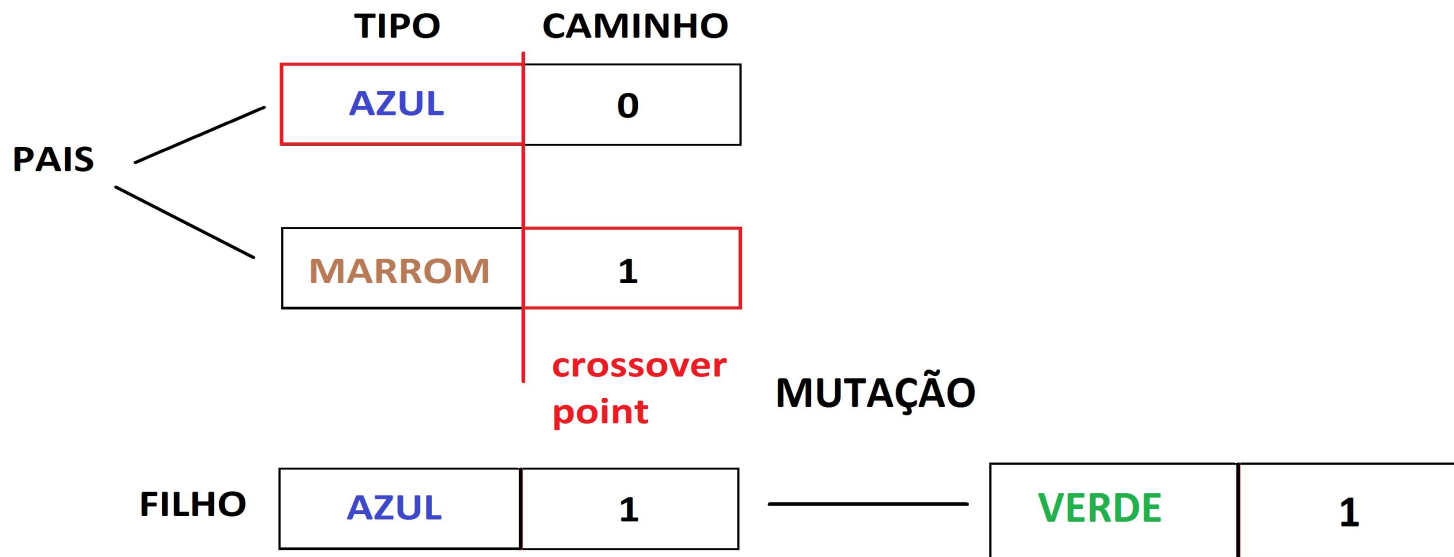 TIPO CAMINHO
AZUL 0
PAIS
MARROM 1
crossover
point
MUTAÇÃO
FILHO AZUL 1 VERDE 1